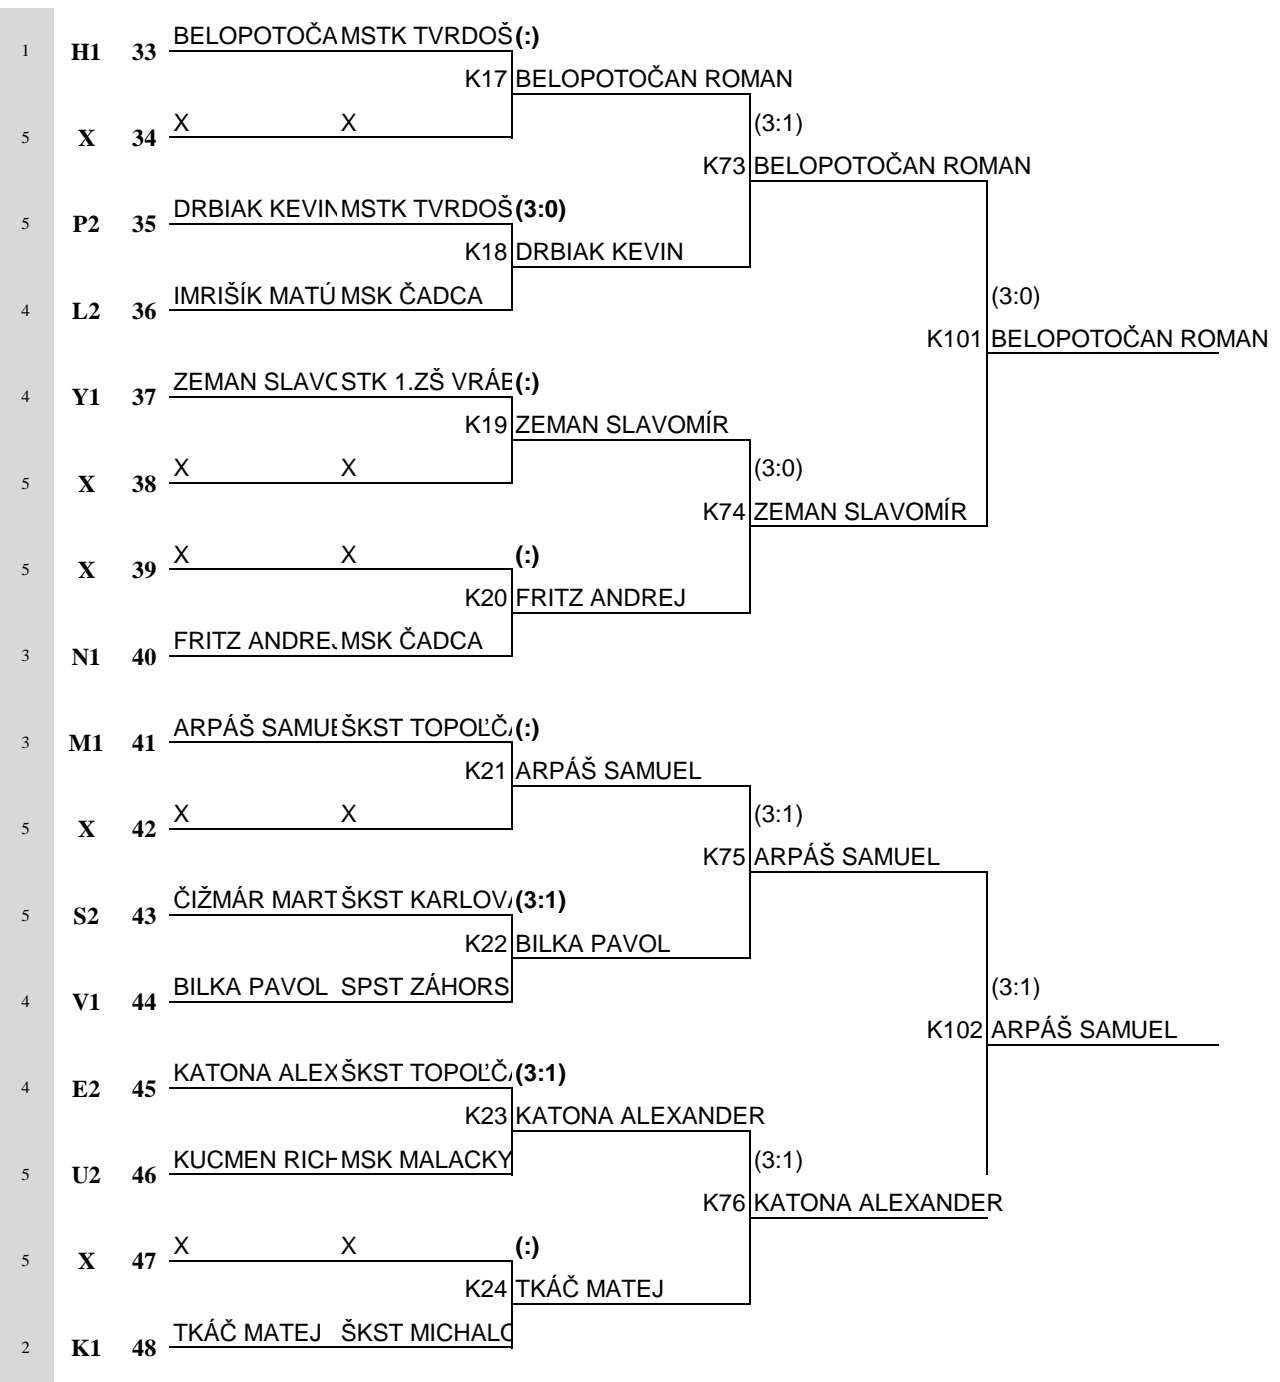 1 H1 33 BELOPOTOČA MSTK TVRDOŠ (:)
K17 BELOPOTOČAN ROMAN
5 X 34 X X (3:1)
K73 BELOPOTOČAN ROMAN
5 P2 35 DRBIAK KEVIN MSTK TVRDOŠ (3:0)
K18 DRBIAK KEVIN
4 L2 36 IMRIŠÍK MATÚ MSK ČADCA (3:0)
K101 BELOPOTOČAN ROMAN
4 Y1 37 ZEMAN SLAVO STK 1.ZŠ VRÁB (:)
K19 ZEMAN SLAVOMÍR
5 X 38 X X (3:0)
K74 ZEMAN SLAVOMÍR
5 X 39 X X (:)
K20 FRITZ ANDREJ
3 N1 40 FRITZ ANDREJ MSK ČADCA
3 M1 41 ARPÁŠ SAMUE ŠKST TOPOĽČA (:)
K21 ARPÁŠ SAMUEL
5 X 42 X X (3:1)
K75 ARPÁŠ SAMUEL
5 S2 43 ČIŽMÁR MART ŠKST KARLOVA (3:1)
K22 BILKA PAVOL
4 V1 44 BILKA PAVOL SPST ZÁHORS (3:1)
K102 ARPÁŠ SAMUEL
4 E2 45 KATONA ALEX ŠKST TOPOĽČA (3:1)
K23 KATONA ALEXANDER
5 U2 46 KUCMEN RICH MSK MALACKY (3:1)
K76 KATONA ALEXANDER
5 X 47 X X (:)
K24 TKÁČ MATEJ
2 K1 48 TKÁČ MATEJ ŠKST MICHALO